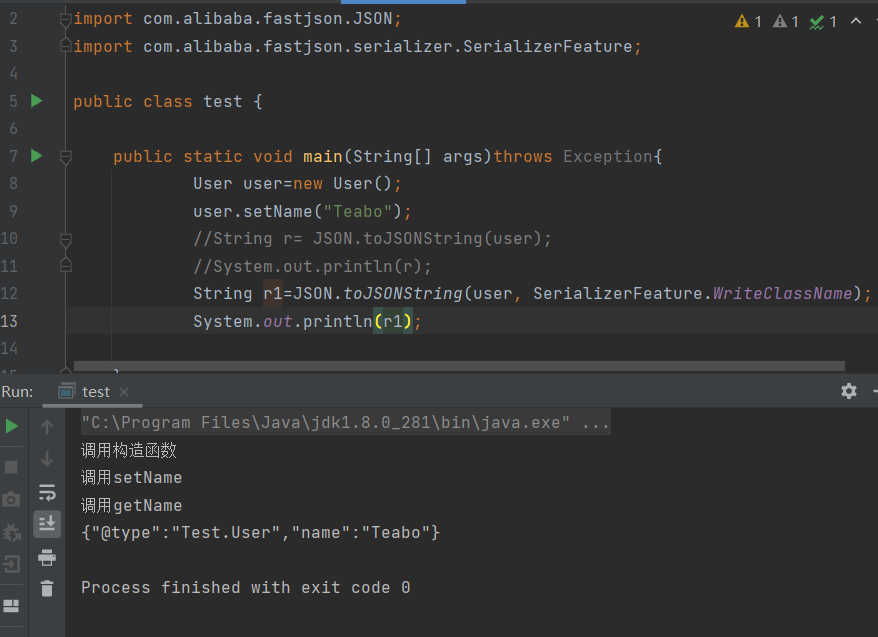 2 import com.alibaba.fastjson.JSON;
1 1 1
3 import com.alibaba.fastjson.serializer.SerializerFeature;
4
5 public class test {
6
7 public static void main(String[] args)throws Exception{
8 User user=new User();
9 user.setName("Teabo");
10 //String r= JSON.toJSONString(user);
11 //System.out.println(r);
12 String r1=JSON.toJSONString(user, SerializerFeature.WriteClassName);
13 System.out.println(r1);
14
15 }
Run: test
"C:\Program Files\Java\jdk1.8.0_281\bin\java.exe" ...
调用构造函数
调用setName
调用getName
{"@type":"Test.User","name":"Teabo"}
Process finished with exit code 0